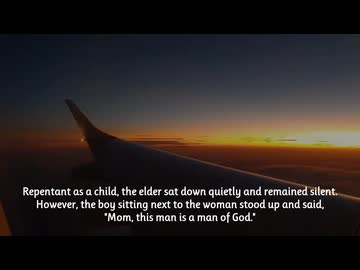 Repentant as a child, the elder sat down quietly and remained silent.
However, the boy sitting next to the woman stood up and said,
"Mom, this man is a man of God."